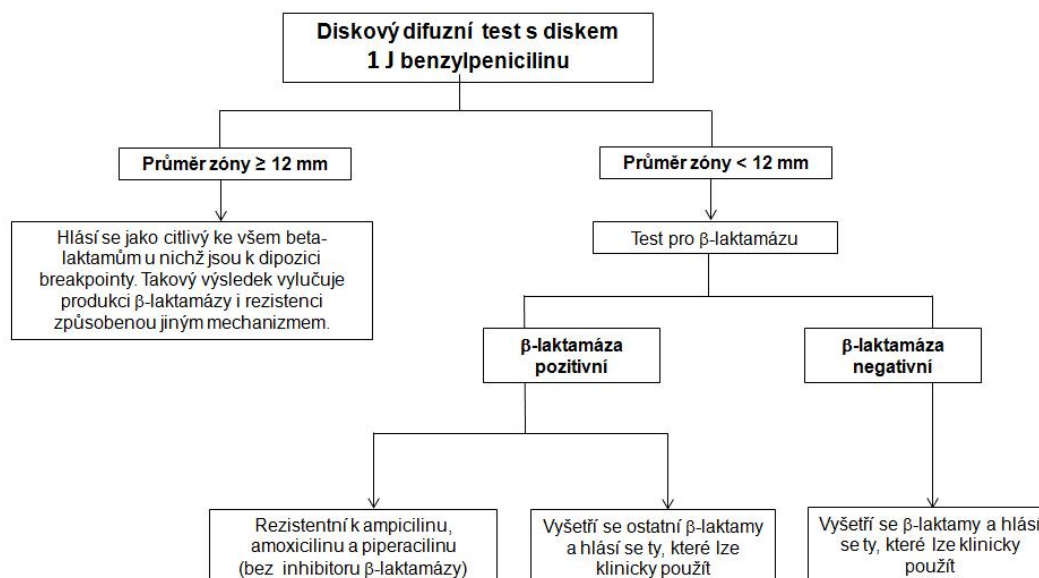 Diskový difuzní test s diskem
1 J benzylpenicilinu
Průměr zóny ≥ 12 mm
Průměr zóny < 12 mm
Hlásí se jako citlivý ke všem beta-
laktamům u nichž jsou k dipozici
breakpointy. Takový výsledek vylučuje
produkci β-laktamázy i rezistenci
způsobenou jiným mechanizmem.
Test pro β-laktamázu
β-laktamáza
pozitivní
β-laktamáza
negativní
Rezistentní k ampicilinu,
amoxicilinu a piperacilinu
(bez inhibitoru β-laktamázy)
Vyšetří se ostatní β-laktamy
a hlásí se ty, které lze
klinicky použít
Vyšetří se β-laktamy a hlásí
se ty, které lze klinicky
použít